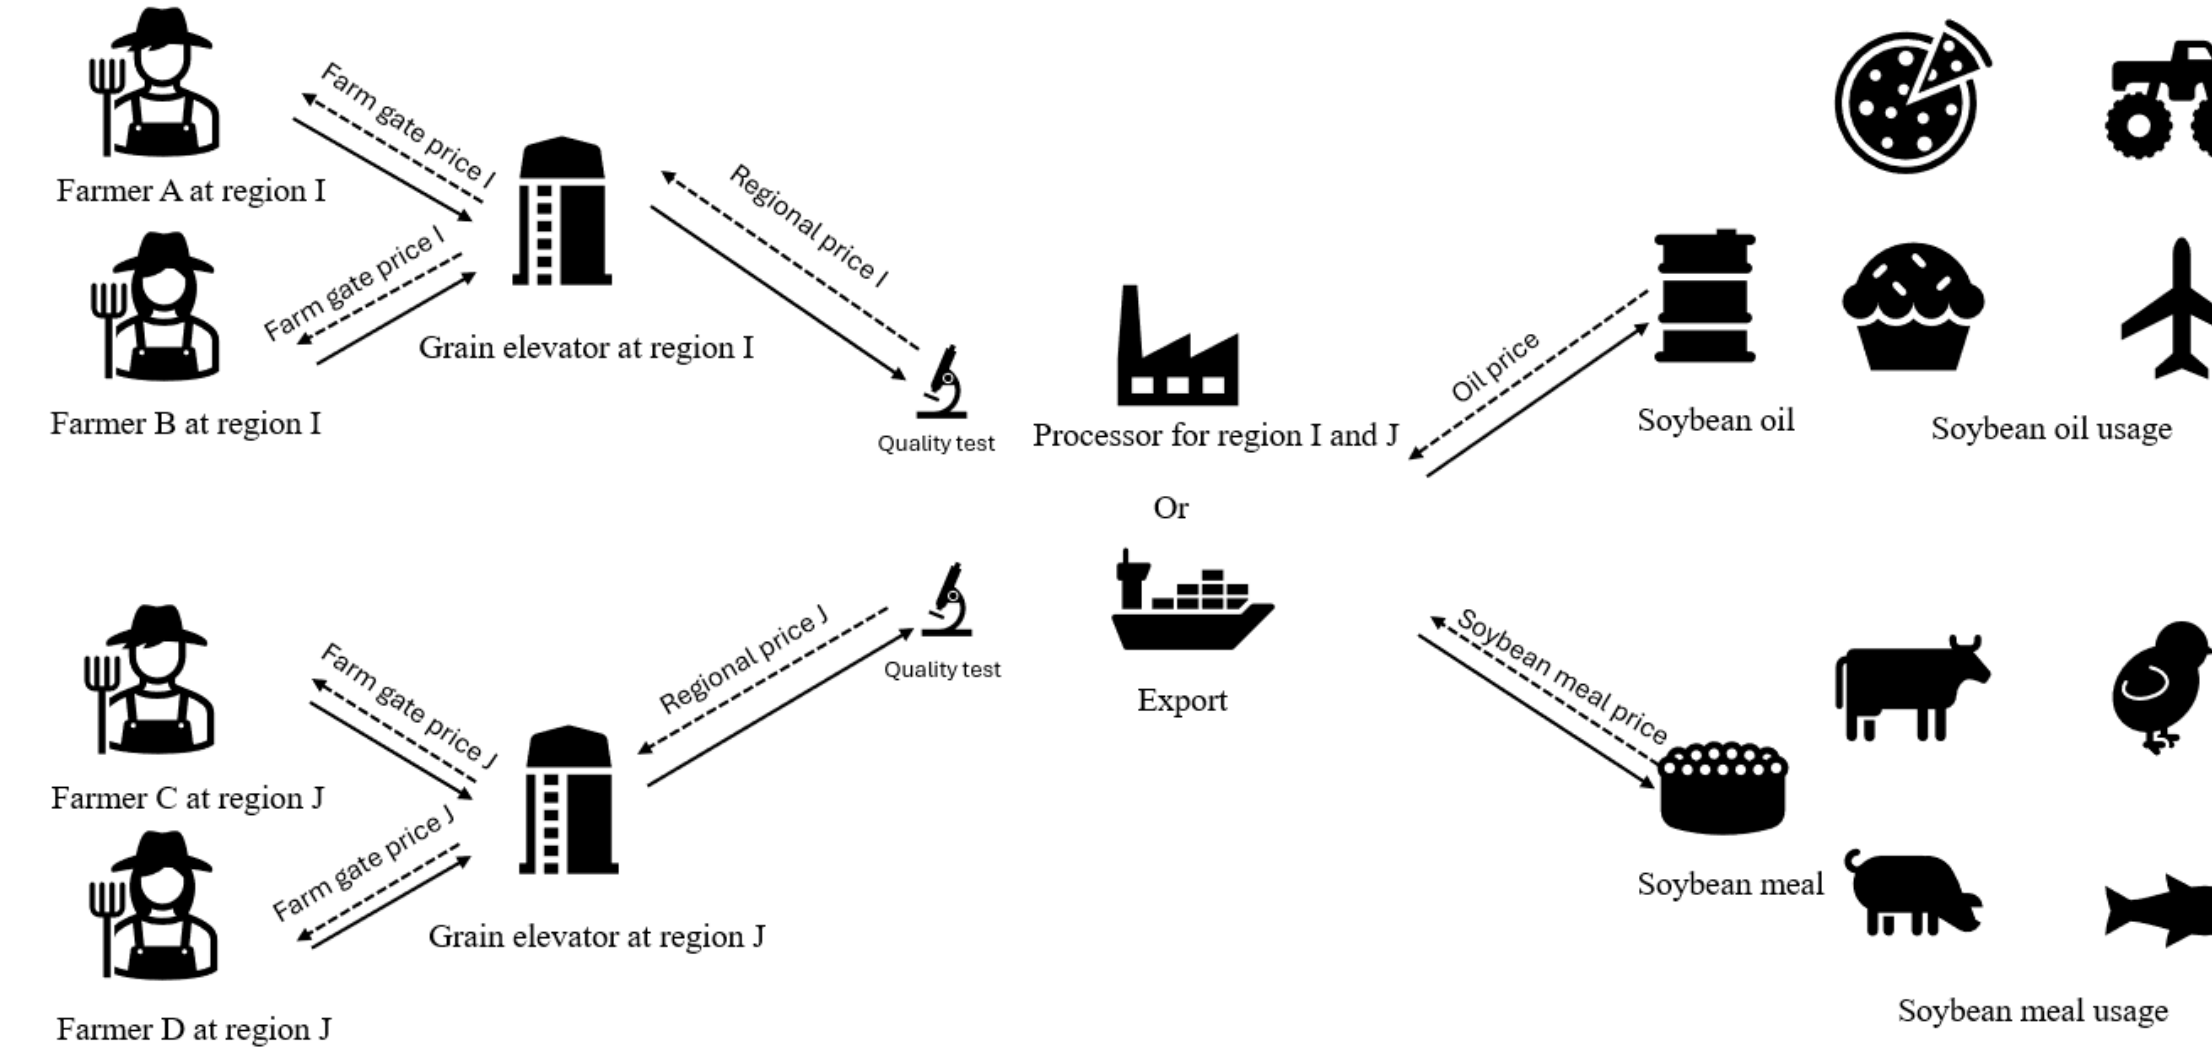 Farm gate price I
Farmer A at region I
Farm gate price I
Farmer B at region I
Grain elevator at region I
Regional price I
Quality test
Processor for region I and J
Or
Export
Oil price
Soybean oil
Soybean oil usage
Farm gate price J
Farmer C at region J
Farm gate price J
Farmer D at region J
Grain elevator at region J
Regional price J
Quality test
Soybean meal price
Soybean meal
Soybean meal usage